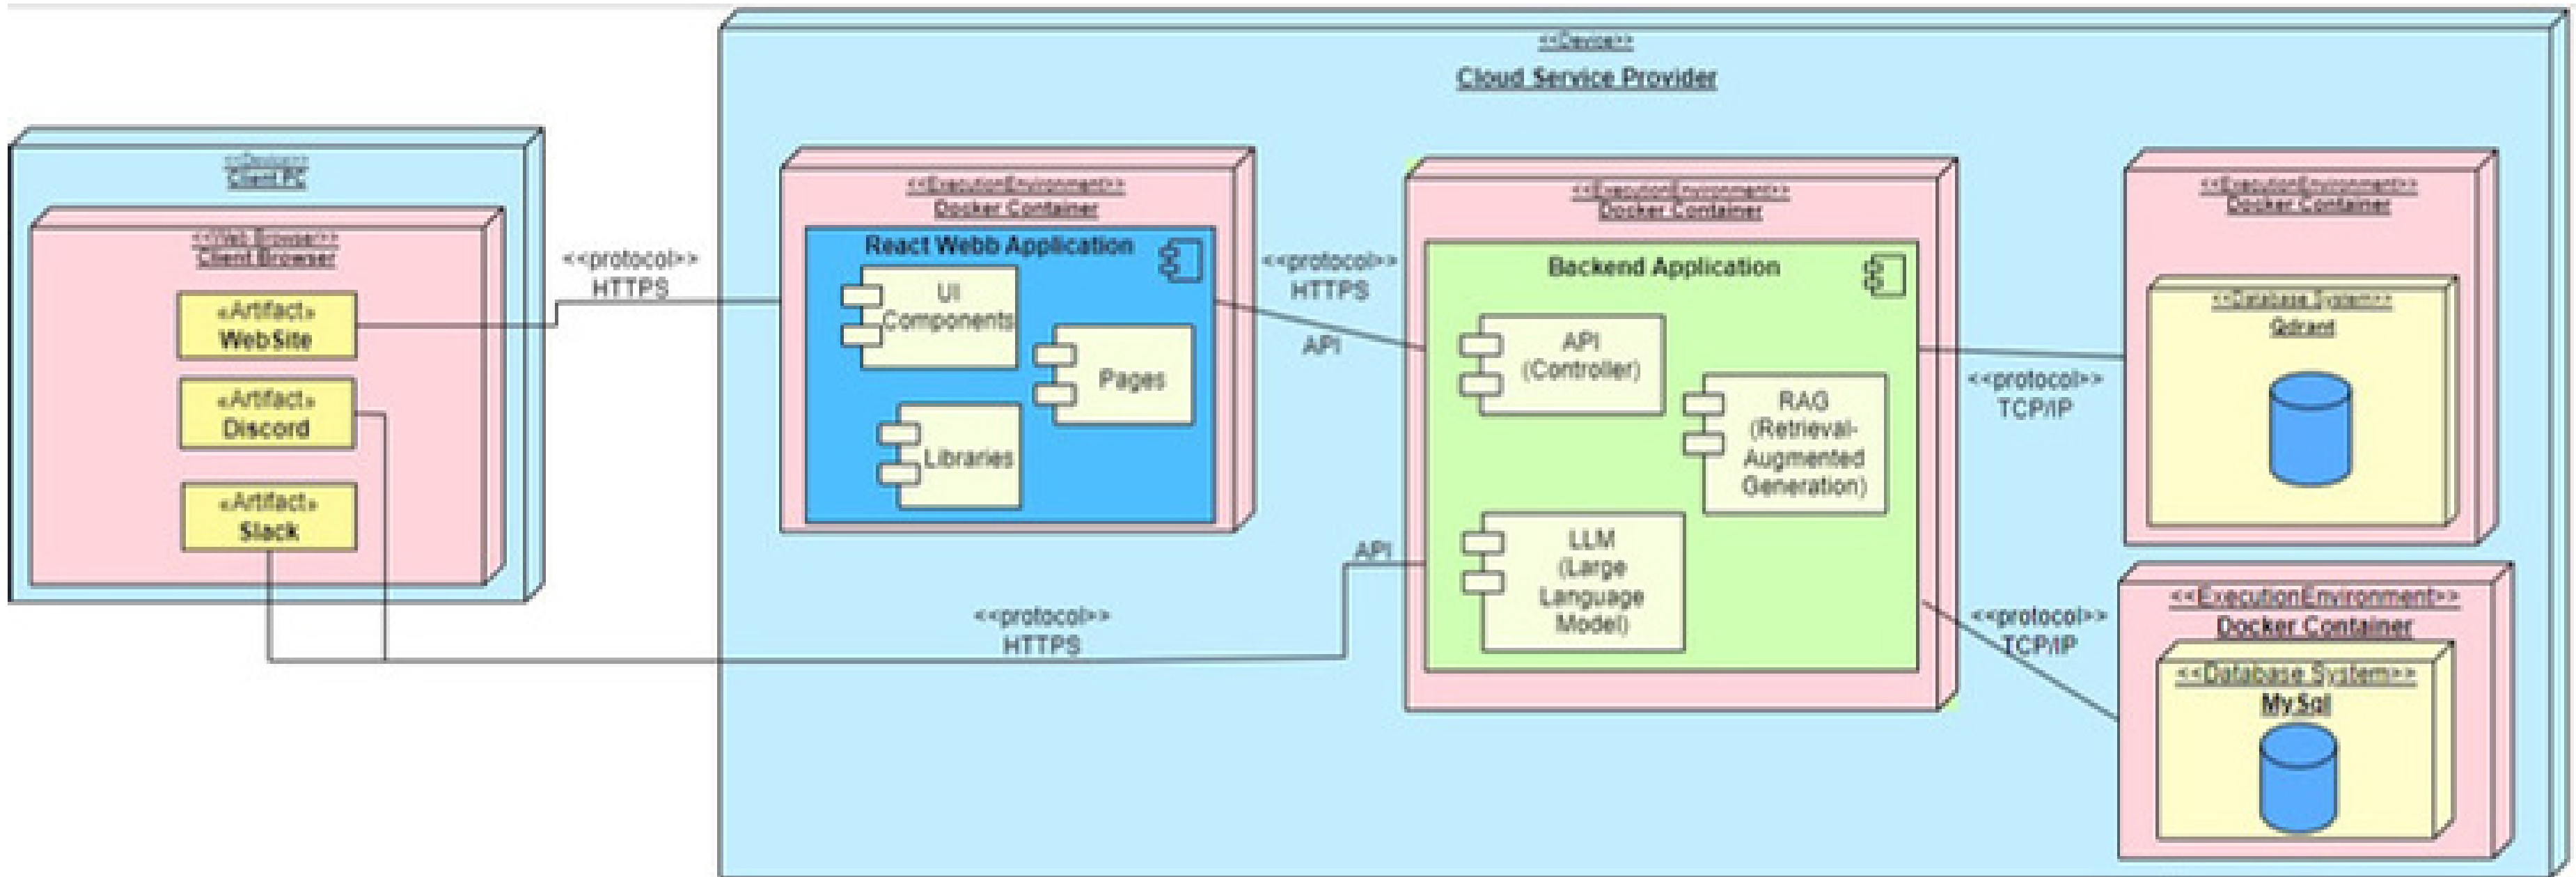 <<Device>>
Cloud Service Provider
<<Device>>
Client PC
<<Web Browser>>
Client Browser
«Artifact»
WebSite
«Artifact»
Discord
«Artifact»
Slack
<<protocol>>
HTTPS
<<ExecutionEnvironment>>
Docker Container
React Webb Application
UI
Components
Pages
Libraries
<<protocol>>
HTTPS
API
<<protocol>>
HTTPS
API
<<ExecutionEnvironment>>
Docker Container
Backend Application
API
(Controller)
RAG
(Retrieval-
Augmented
Generation)
LLM
(Large
Language
Model)
<<protocol>>
TCP/IP
<<protocol>>
TCP/IP
<<ExecutionEnvironment>>
Docker Container
<<Database System>>
Qdrant
<<ExecutionEnvironment>>
Docker Container
<<Database System>>
MySql